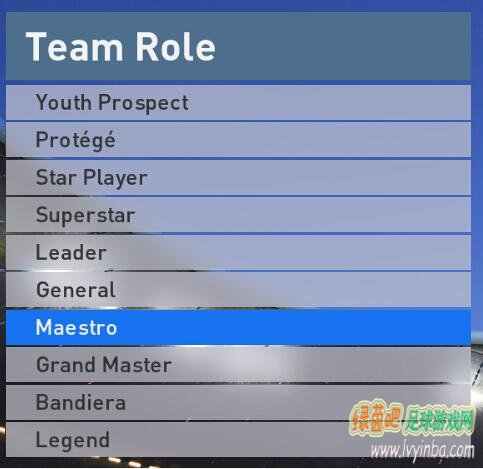 Team Role
Youth Prospect
Protégé
Star Player
Superstar
Leader
General
Maestro
Grand Master
Bandiera
Legend
绿茵吧足球游戏网
www.lvyinba.com